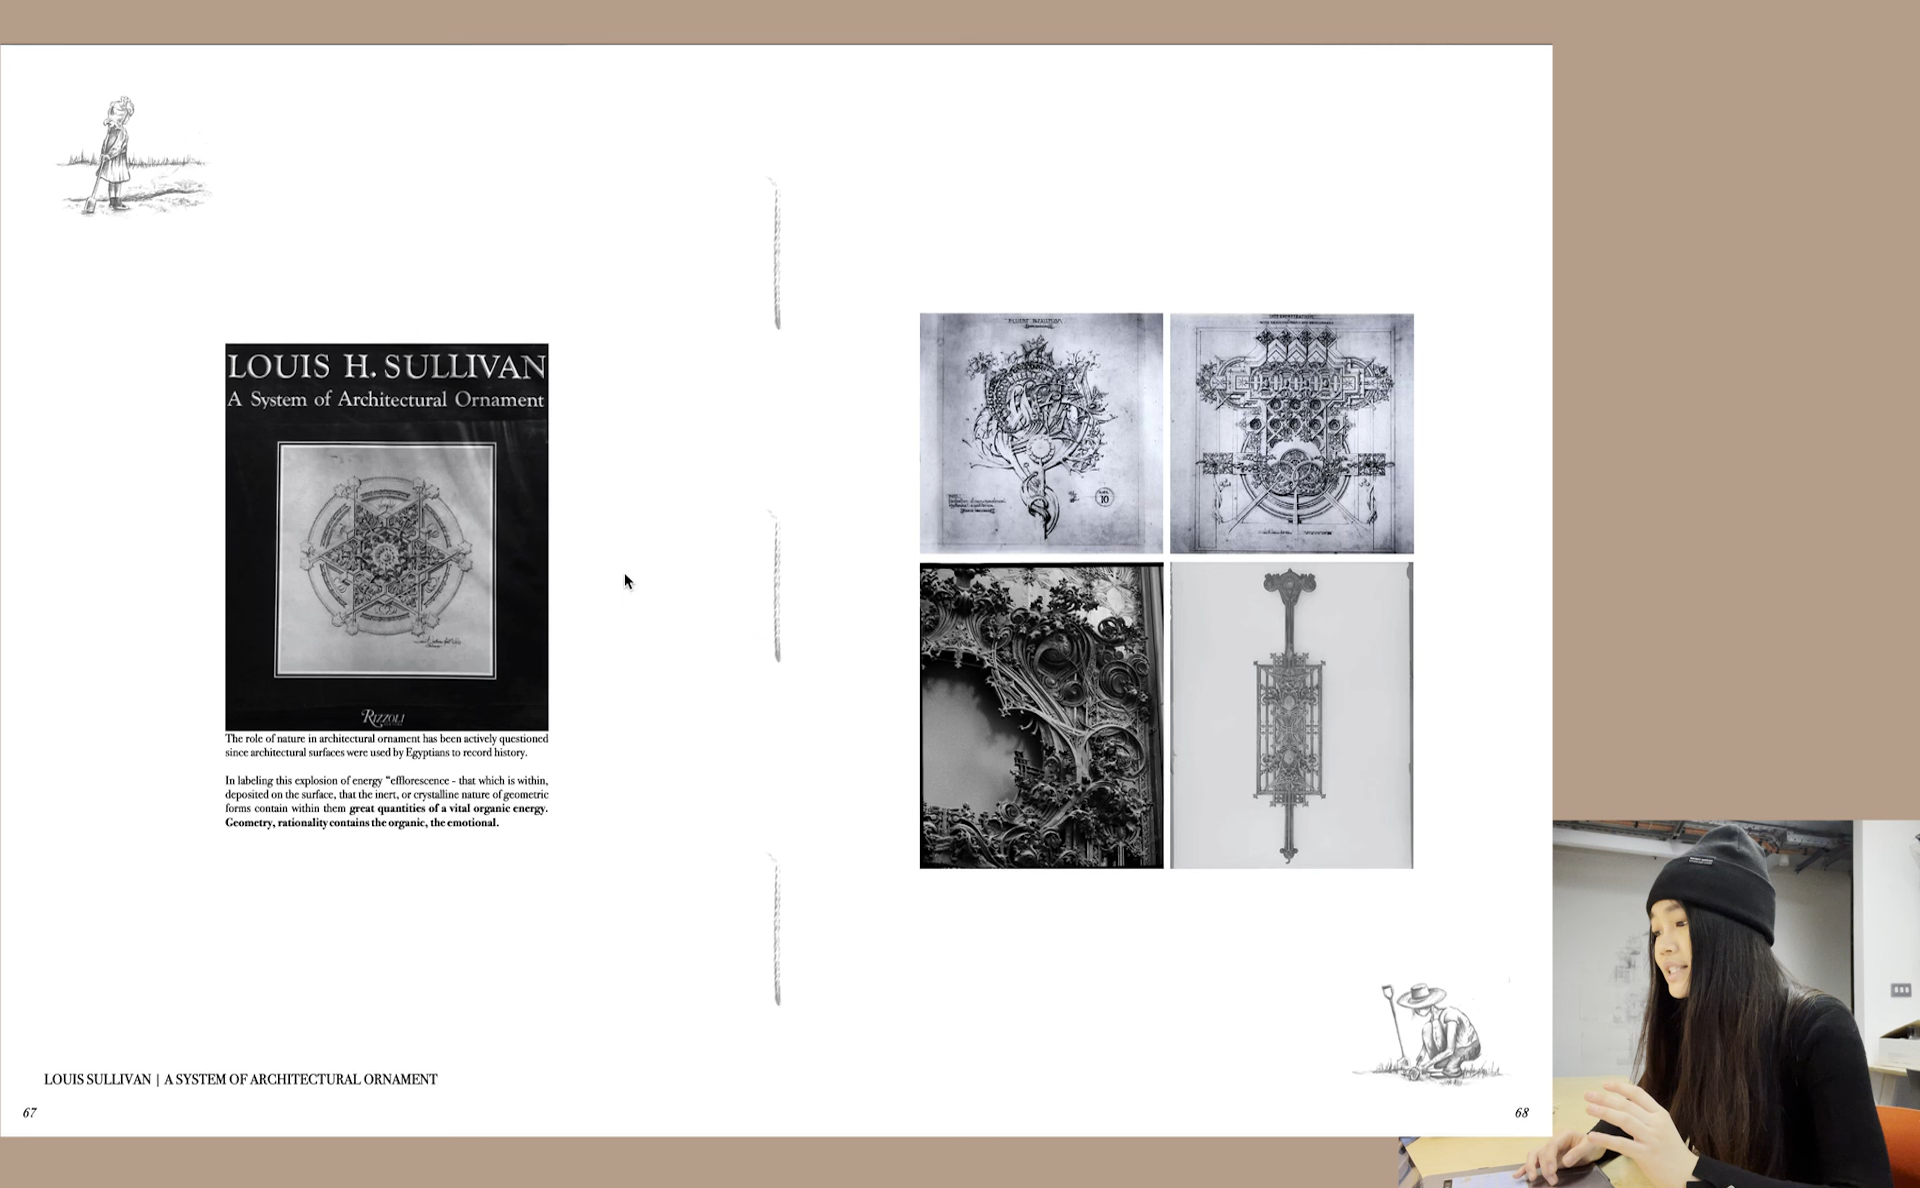 LOUIS H. SULLIVAN
A System of Architectural Ornament
RIZZOLI
The role of nature in architectural ornament has been actively questioned
since architectural surfaces were used by Egyptians to record history.
In labeling this explosion of energy “efflorescence - that which is within,
deposited on the surface, that the inert, or crystalline nature of geometric
forms contain within them great quantities of a vital organic energy.
Geometry, rationality contains the organic, the emotional.
10
LOUIS SULLIVAN | A SYSTEM OF ARCHITECTURAL ORNAMENT
67
68